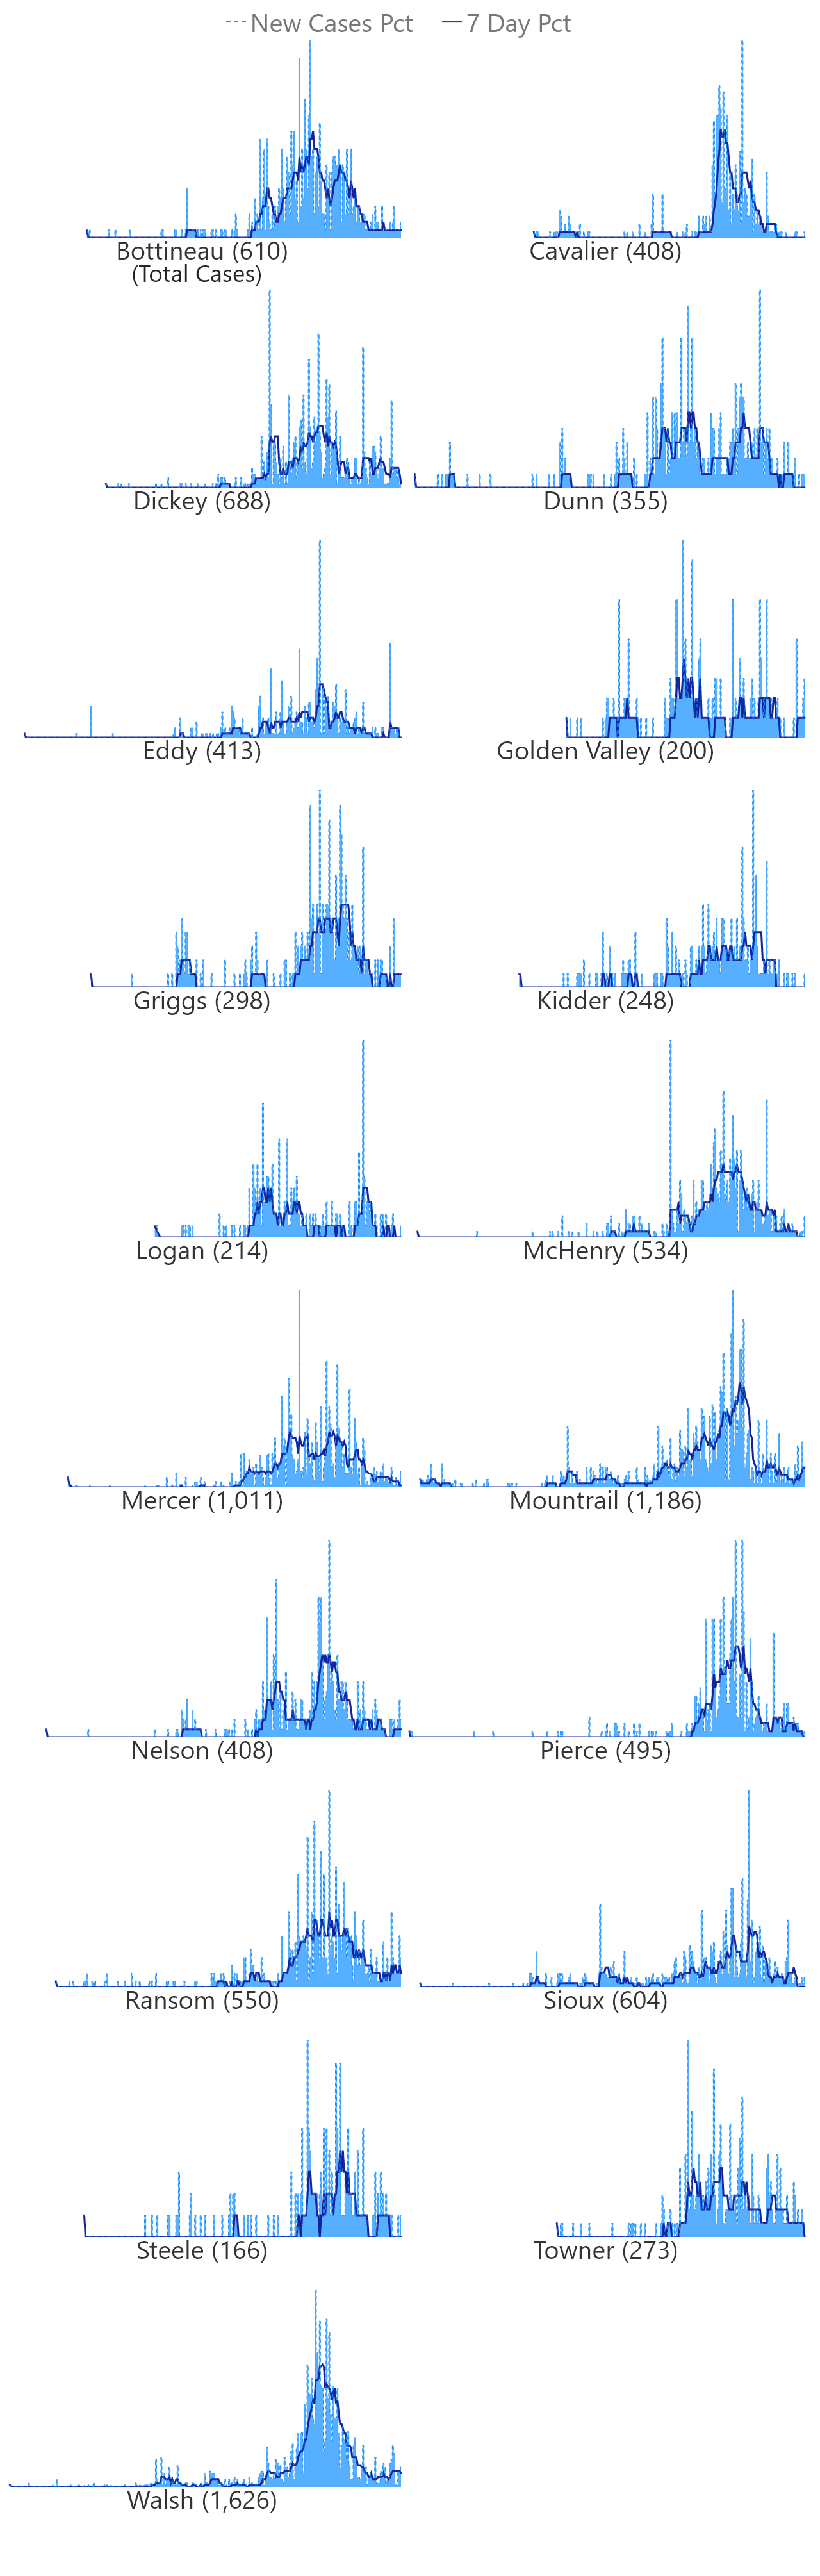 New Cases Pct 7 Day Pct
Bottineau (610) Cavalier (408)
(Total Cases)
Dickey (688) Dunn (355)
Eddy (413) Golden Valley (200)
Griggs (298) Kidder (248)
Logan (214) McHenry (534)
Mercer (1,011) Mountrail (1,186)
Nelson (408) Pierce (495)
Ransom (550) Sioux (604)
Steele (166) Towner (273)
Walsh (1,626)